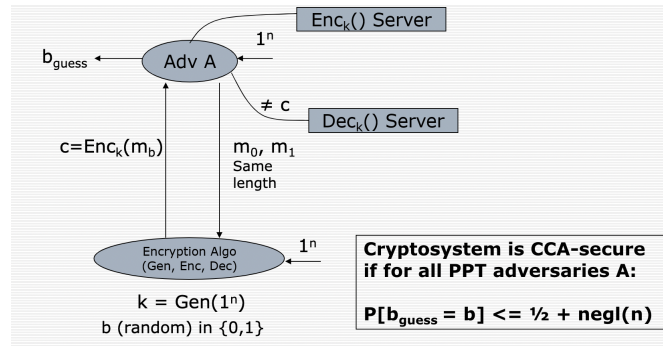 Enc_k() Server
1^n
b_guess
Adv A
≠ c
Dec_k() Server
c=Enc_k(m_b)
m_0, m_1
Same
length
Encryption Algo
(Gen, Enc, Dec)
1^n
k = Gen(1^n)
b (random) in {0,1}
Cryptosystem is CCA-secure
if for all PPT adversaries A:
P[b_guess = b] <= ½ + negl(n)